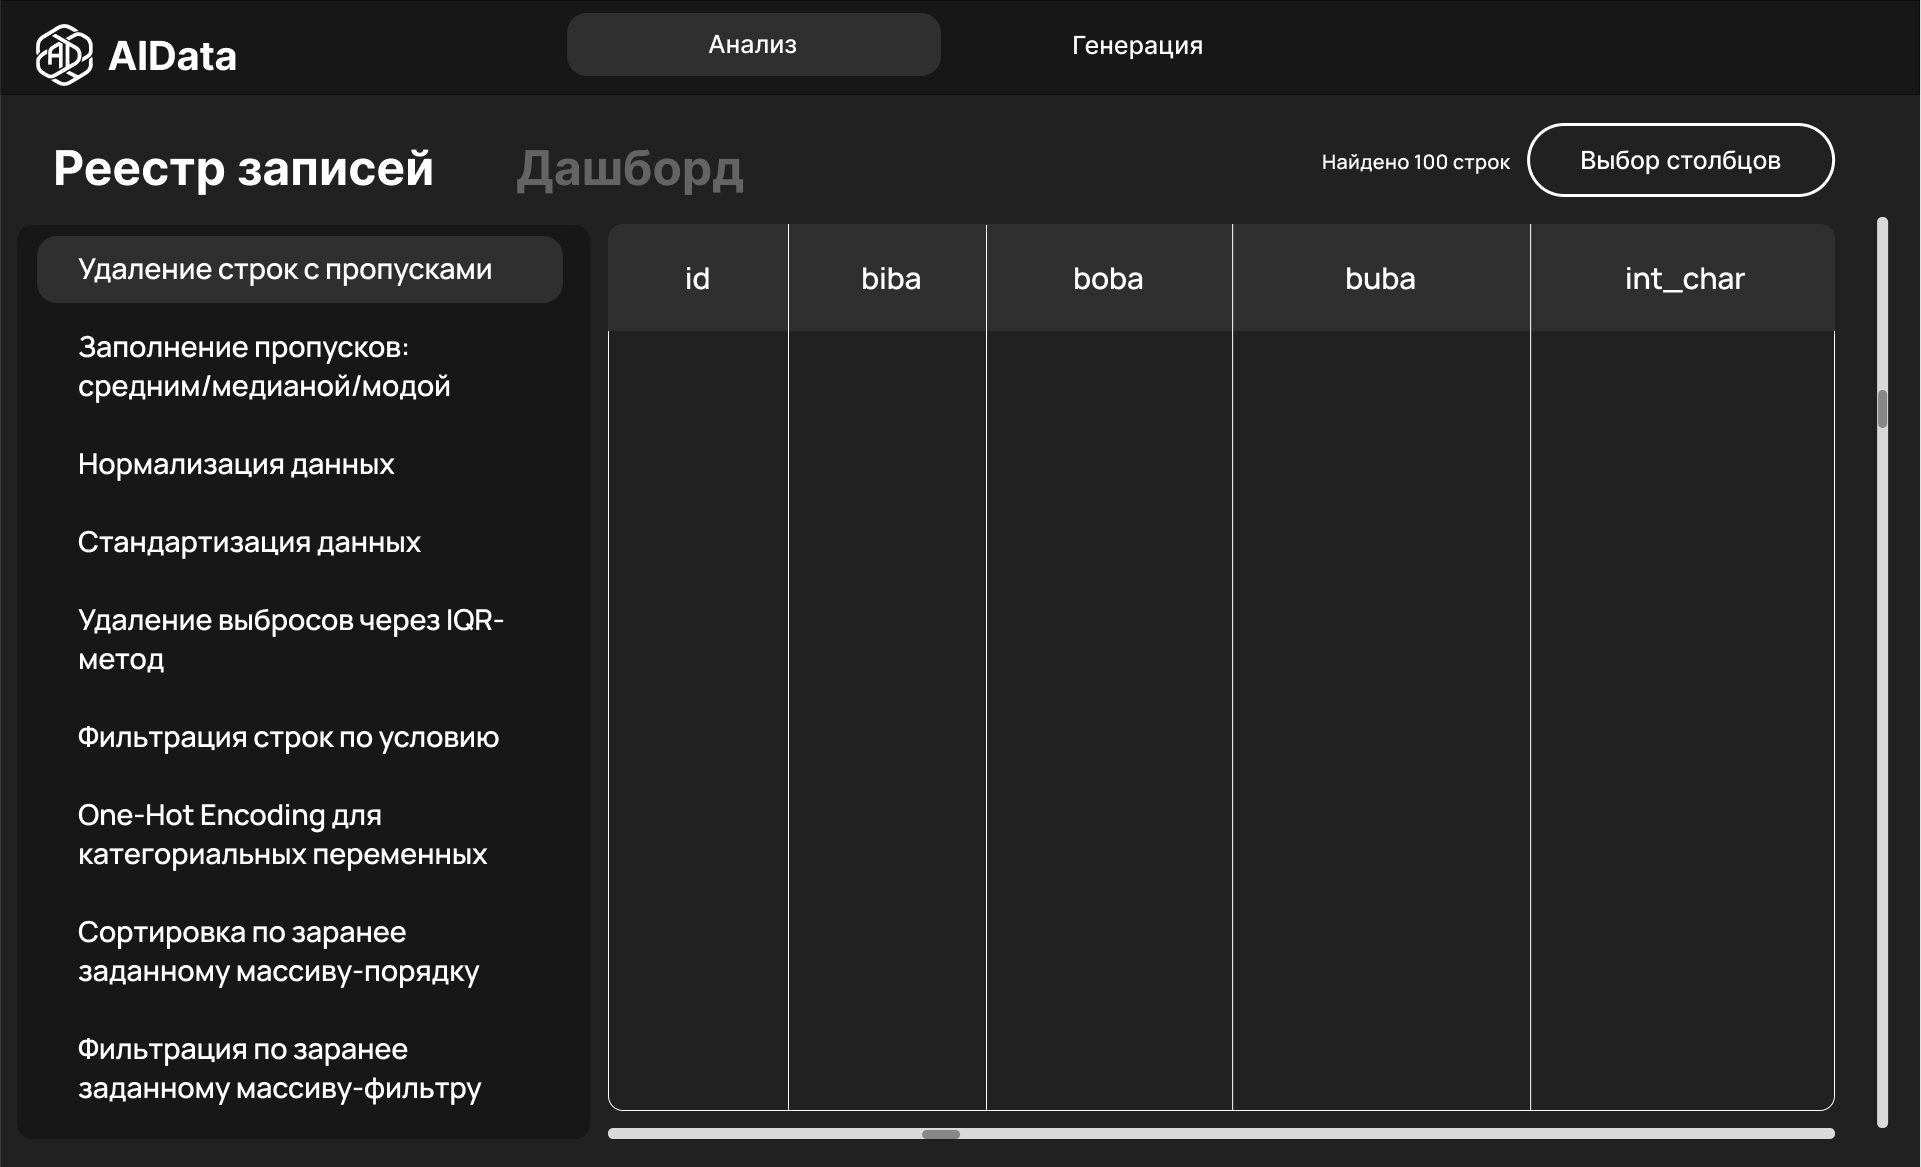 AIData
Анализ
Генерация
Реестр записей
Дашборд
Найдено 100 строк
Выбор столбцов
Удаление строк с пропусками
Заполнение пропусков:
средним/медианой/модой
Нормализация данных
Стандартизация данных
Удаление выбросов через IQR-
метод
Фильтрация строк по условию
One-Hot Encoding для
категориальных переменных
Сортировка по заранее
заданному массиву-порядку
Фильтрация по заранее
заданному массиву-фильтру
id
biba
boba
buba
int_char